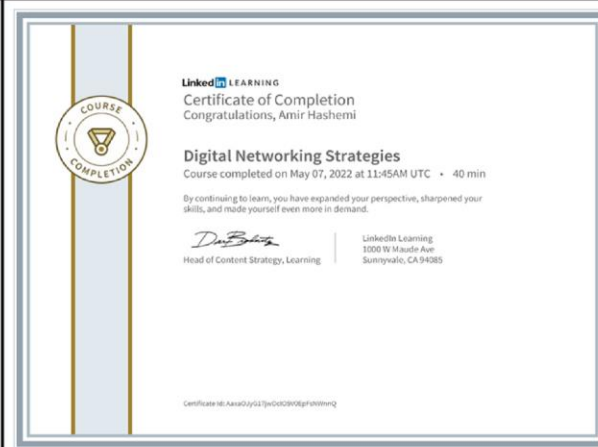 COURSE
COMPLETION
Linked in LEARNING
Certificate of Completion
Congratulations, Amir Hashemi
Digital Networking Strategies
Course completed on May 07, 2022 at 11:45AM UTC • 40 min
By continuing to learn, you have expanded your perspective, sharpened your
skills, and made yourself even more in demand.
Head of Content Strategy, Learning
LinkedIn Learning
1000 W Maude Ave
Sunnyvale, CA 94085
Certificate Id: